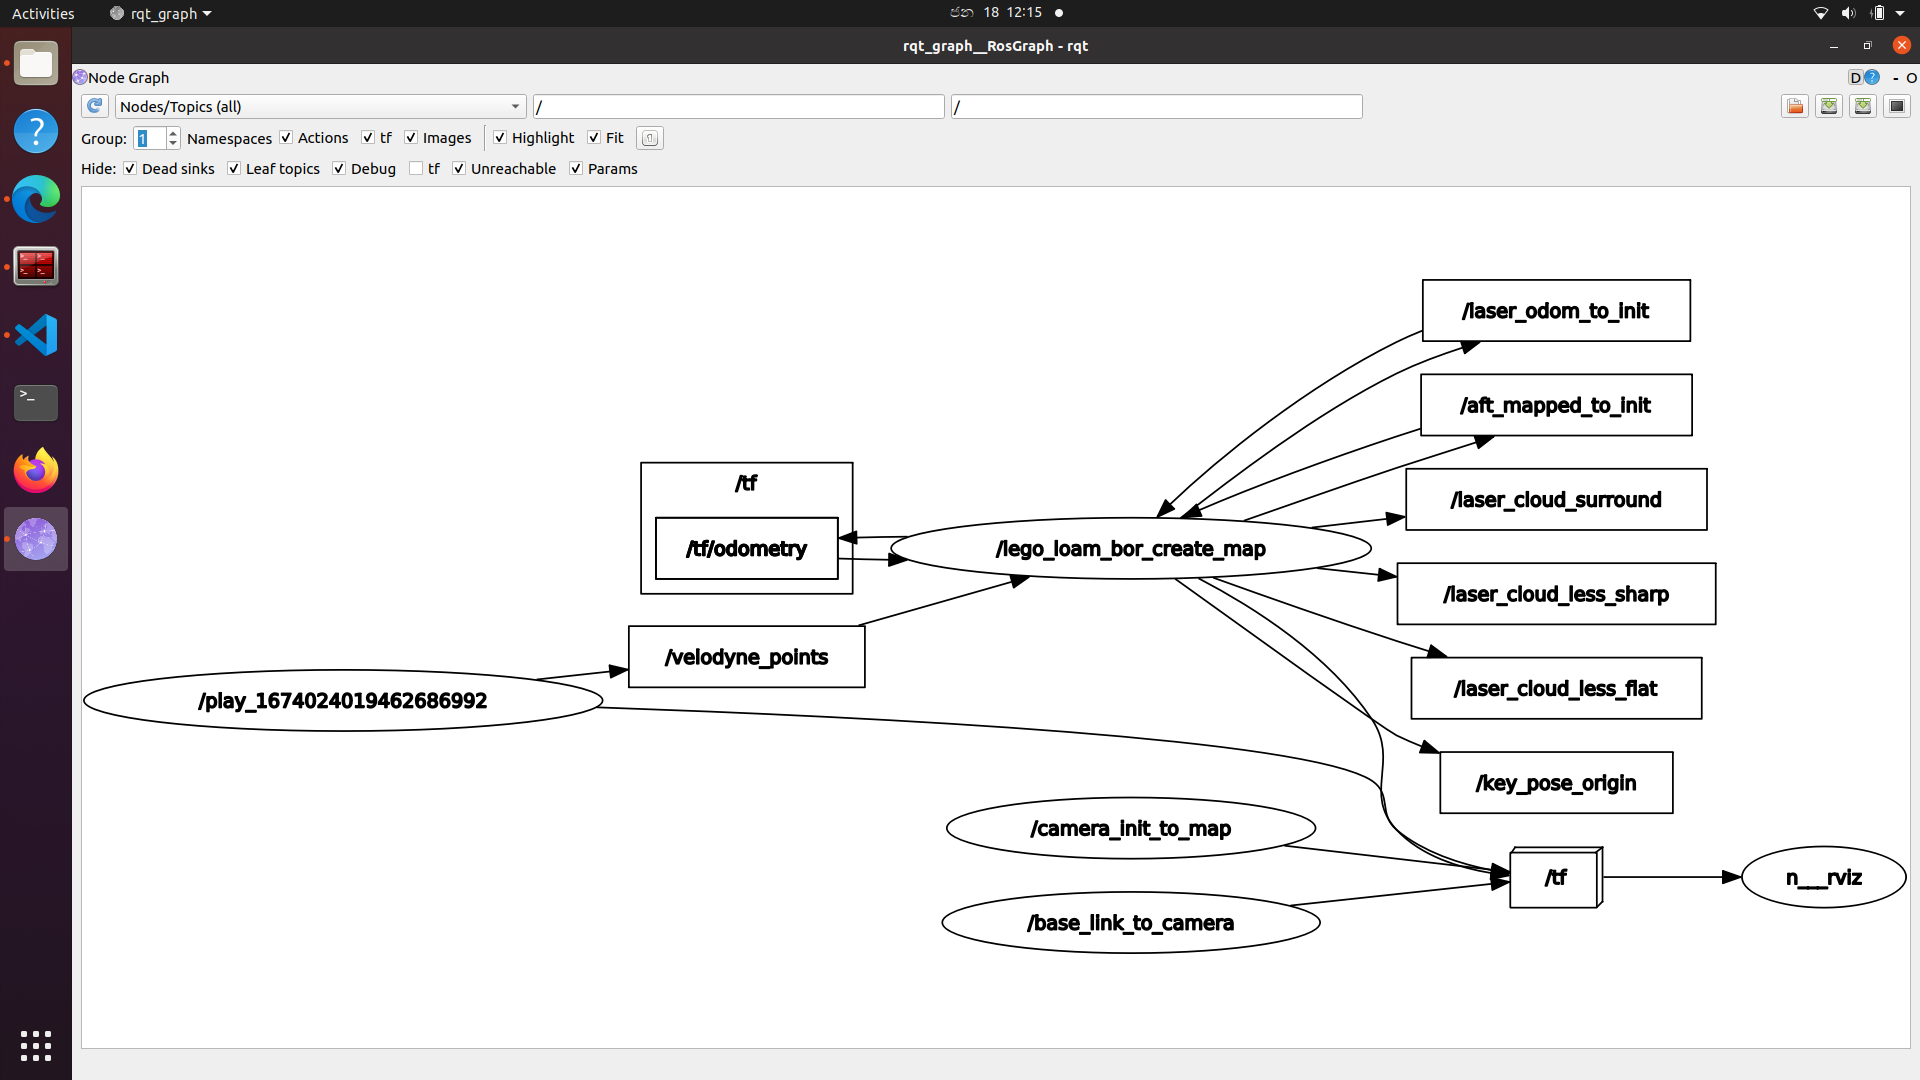 Activities
rqt_graph
ජන 18 12:15
rqt_graph__RosGraph - rqt
Node Graph
D
?
- O
Nodes/Topics (all)
/
/
Group: 1 Namespaces Actions tf Images Highlight Fit
Hide: Dead sinks Leaf topics Debug tf Unreachable Params
/laser_odom_to_init
/aft_mapped_to_init
/tf
/laser_cloud_surround
/tf/odometry
/lego_loam_bor_create_map
/laser_cloud_less_sharp
/velodyne_points
/laser_cloud_less_flat
/play_1674024019462686992
/key_pose_origin
/camera_init_to_map
/tf
n___rviz
/base_link_to_camera